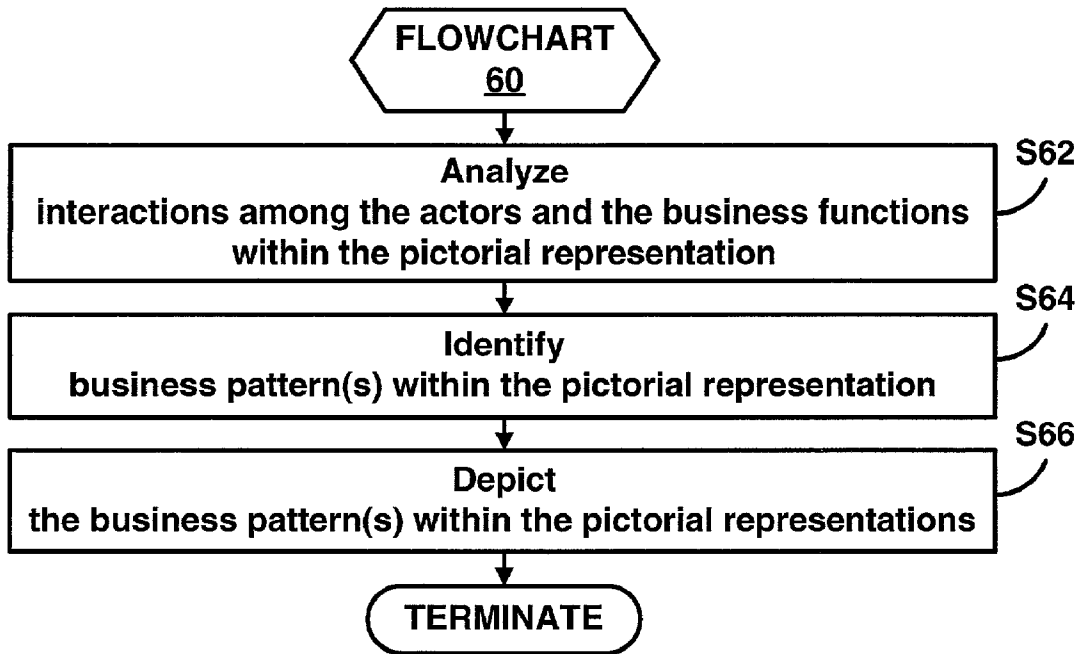 FLOWCHART
60
S62
Analyze
interactions among the actors and the business functions
within the pictorial representation
S64
Identify
business pattern(s) within the pictorial representation
S66
Depict
the business pattern(s) within the pictorial representations
TERMINATE